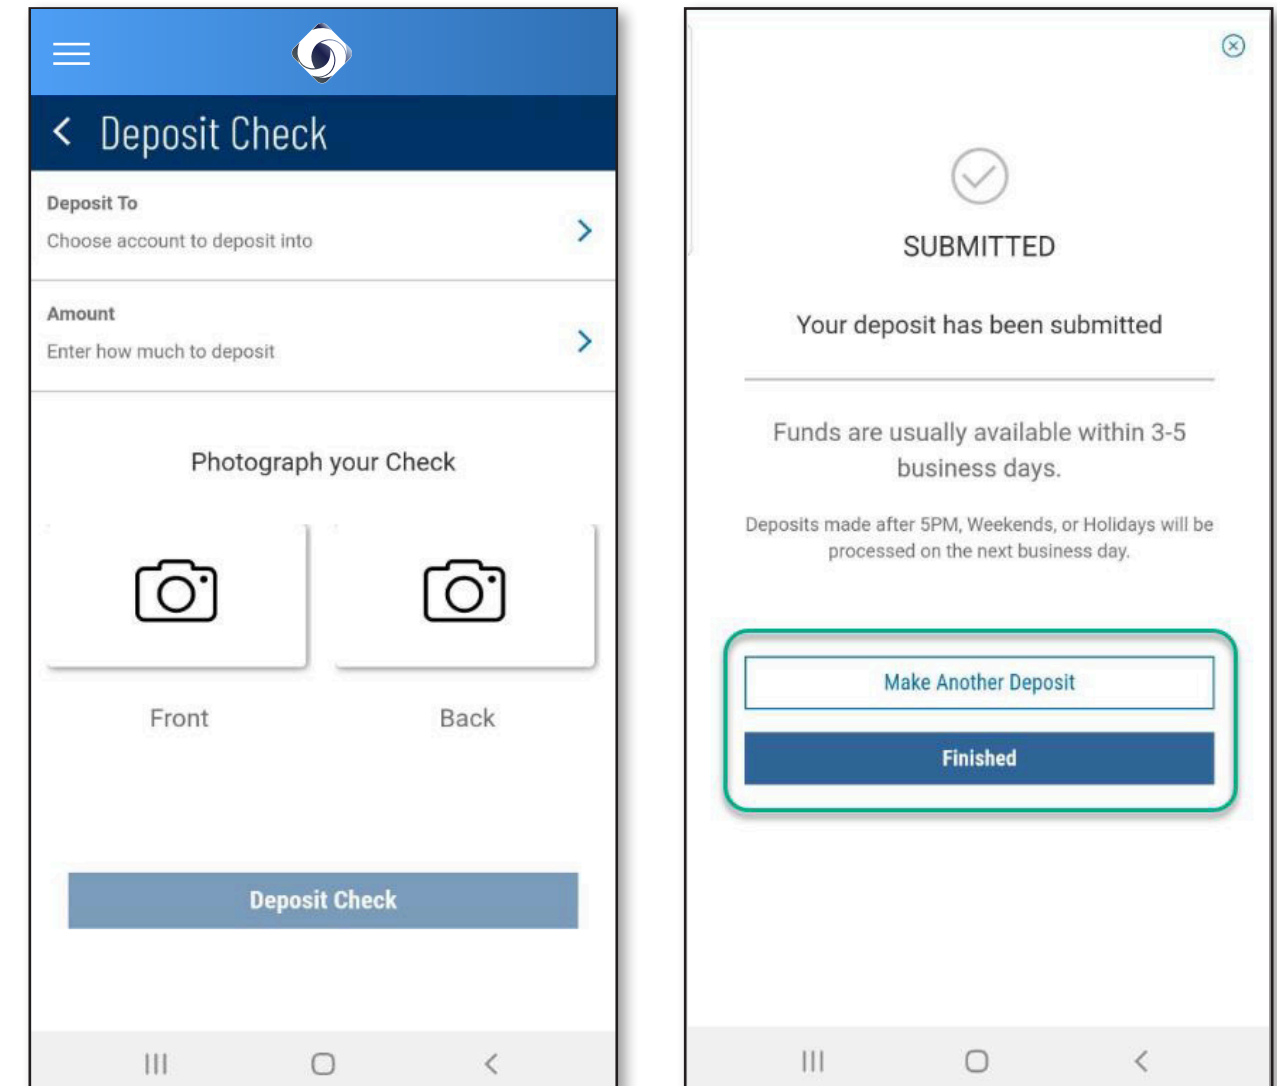 Deposit Check
Deposit To
Choose account to deposit into
Amount
Enter how much to deposit
Photograph your Check
Front
Back
Deposit Check
SUBMITTED
Your deposit has been submitted
Funds are usually available within 3-5
business days.
Deposits made after 5PM, Weekends, or Holidays will be
processed on the next business day.
Make Another Deposit
Finished